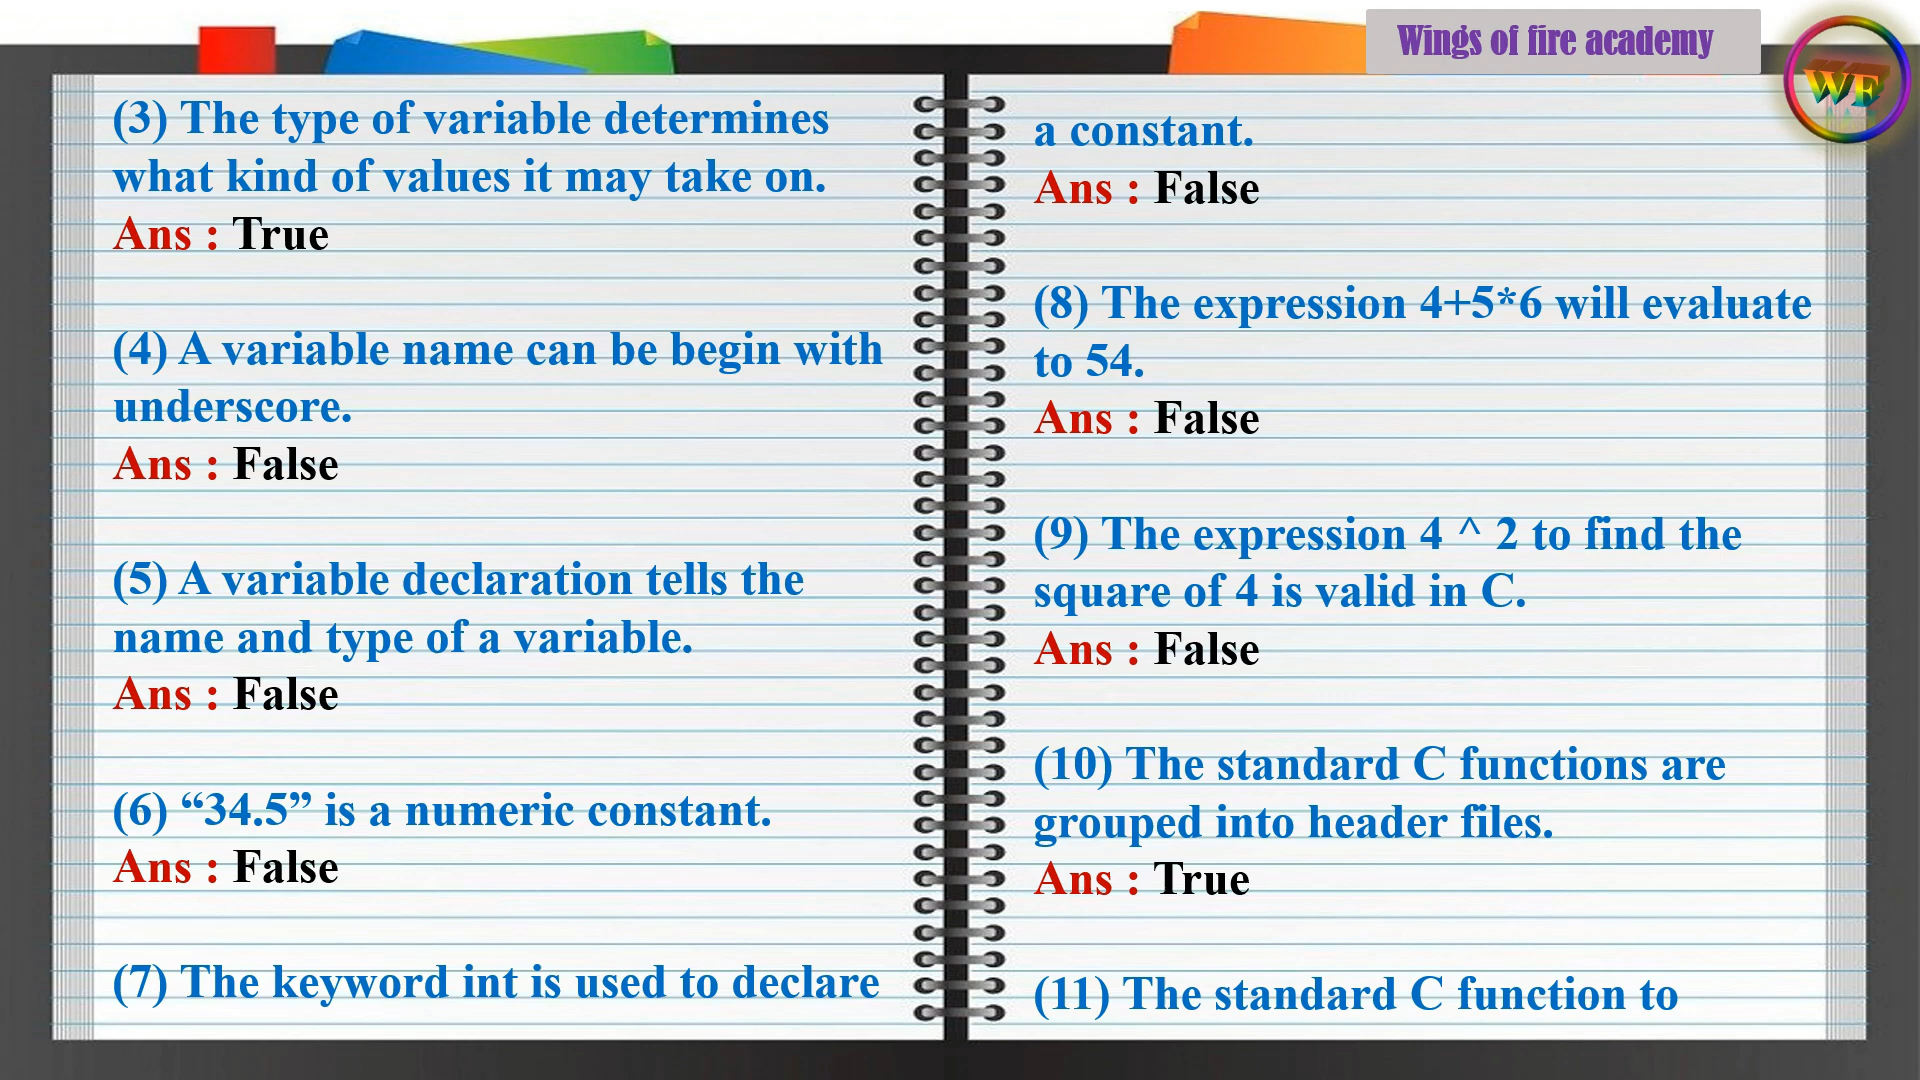 Wings of fire academy
WE
(3) The type of variable determines
what kind of values it may take on.
Ans : True
(4) A variable name can be begin with
underscore.
Ans : False
(5) A variable declaration tells the
name and type of a variable.
Ans : False
(6) “34.5” is a numeric constant.
Ans : False
(7) The keyword int is used to declare
a constant.
Ans : False
(8) The expression 4+5*6 will evaluate
to 54.
Ans : False
(9) The expression 4 ^ 2 to find the
square of 4 is valid in C.
Ans : False
(10) The standard C functions are
grouped into header files.
Ans : True
(11) The standard C function to